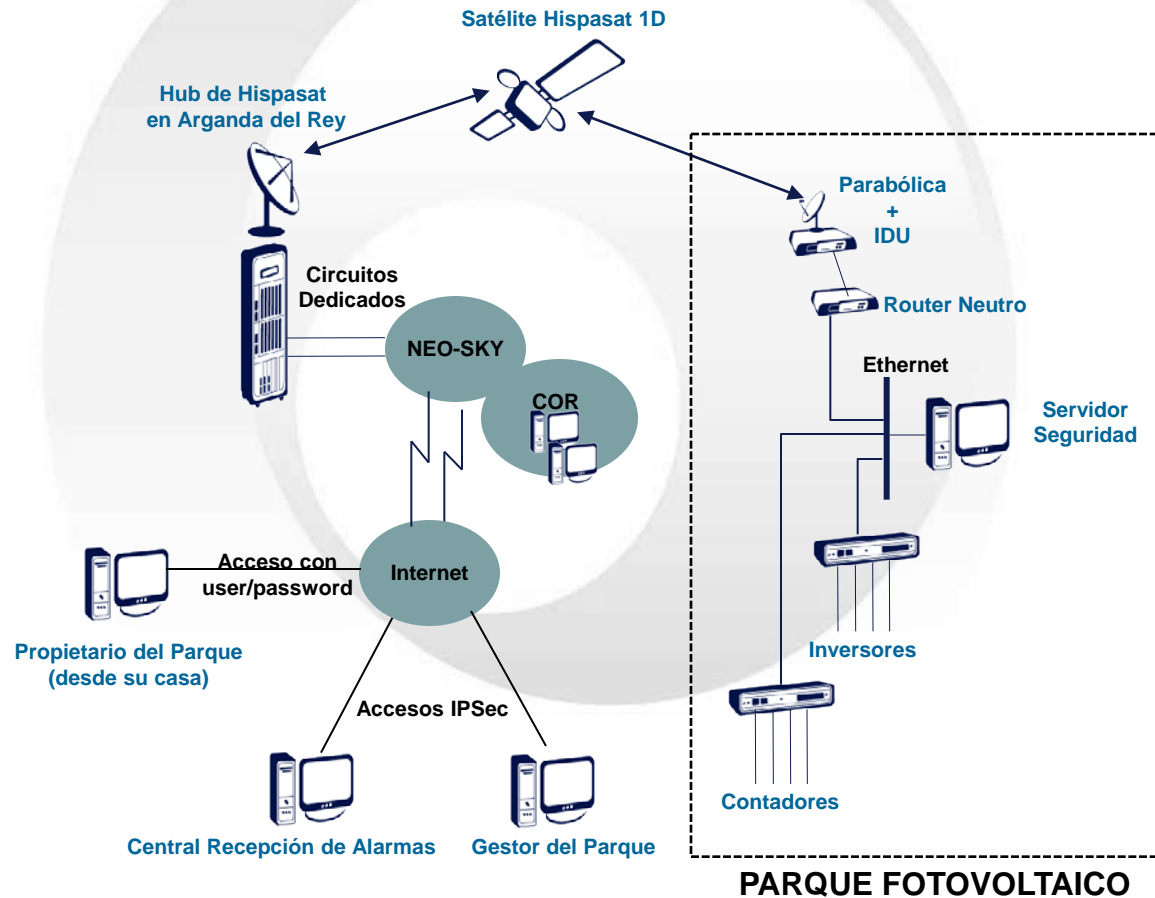 Satélite Hispasat 1D
Hub de Hispasat
en Arganda del Rey
Parabólica
+
IDU
Circuitos
Dedicados
Router Neutro
NEO-SKY
Ethernet
COR
Servidor
Seguridad
Acceso con
user/password
Internet
Propietario del Parque
(desde su casa)
Inversores
Accesos IPSec
Contadores
Central Recepción de Alarmas
Gestor del Parque
PARQUE FOTOVOLTAICO